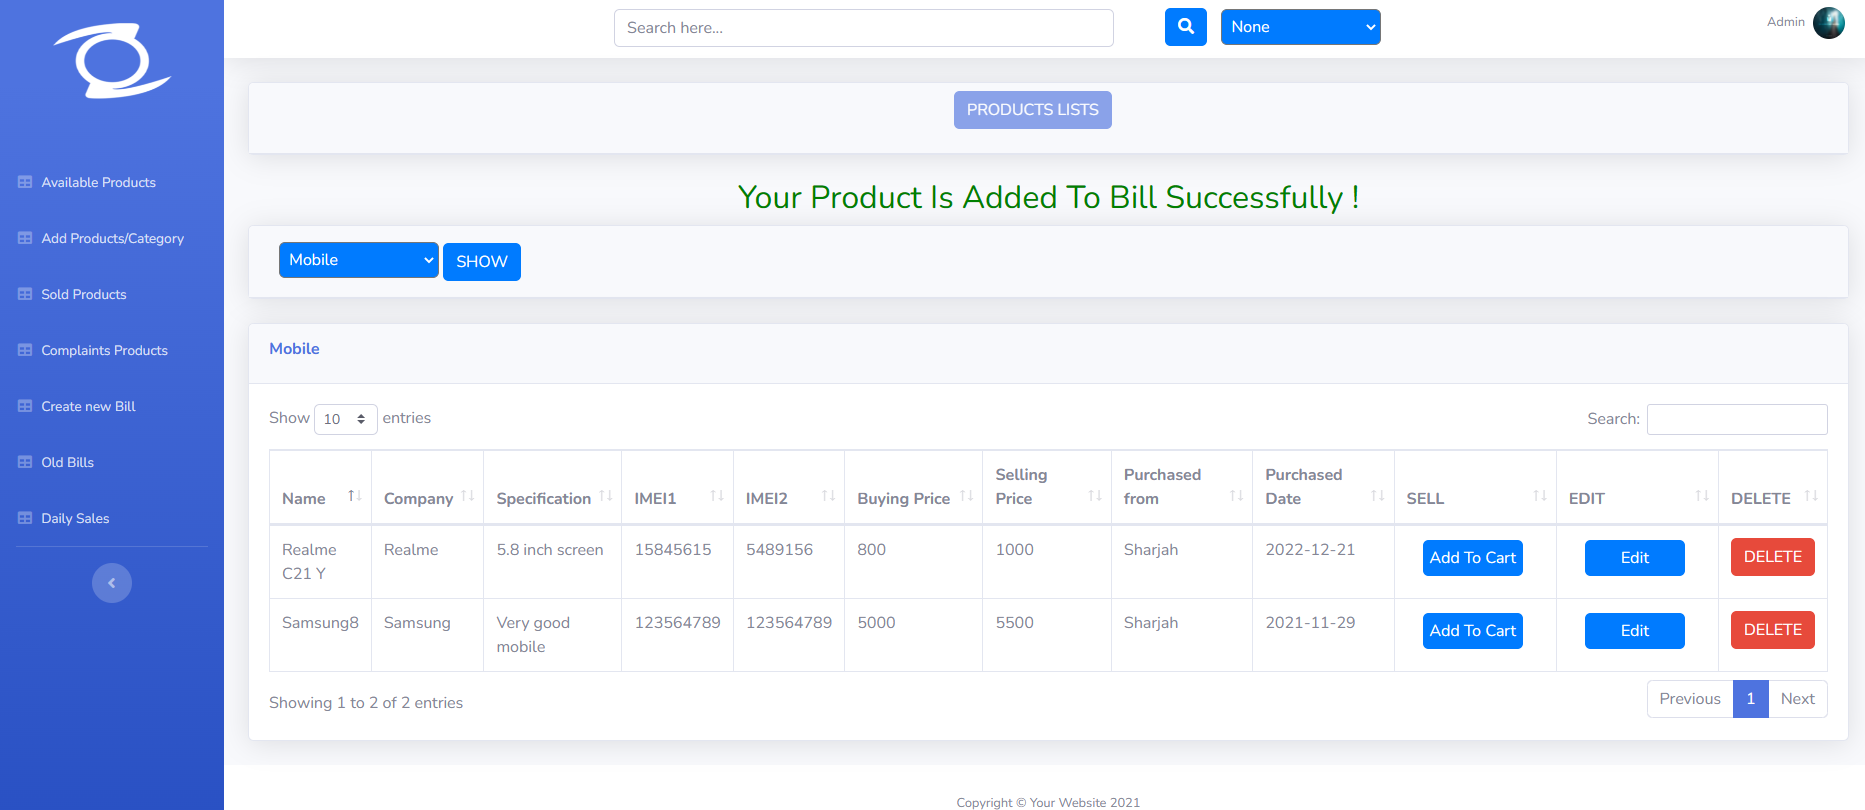 Search here...
None
Admin
Available Products
Add Products/Category
Sold Products
Complaints Products
Create new Bill
Old Bills
Daily Sales
PRODUCTS LISTS
Your Product Is Added To Bill Successfully !
Mobile SHOW
Mobile
Show 10 entries
Search:
Name Company Specification IMEI1 IMEI2 Buying Price Selling Price Purchased from Purchased Date SELL EDIT DELETE
Realme C21 Y Realme 5.8 inch screen 15845615 5489156 800 1000 Sharjah 2022-12-21 Add To Cart Edit DELETE
Samsung8 Samsung Very good mobile 123564789 123564789 5000 5500 Sharjah 2021-11-29 Add To Cart Edit DELETE
Showing 1 to 2 of 2 entries
Previous 1 Next
Copyright © Your Website 2021